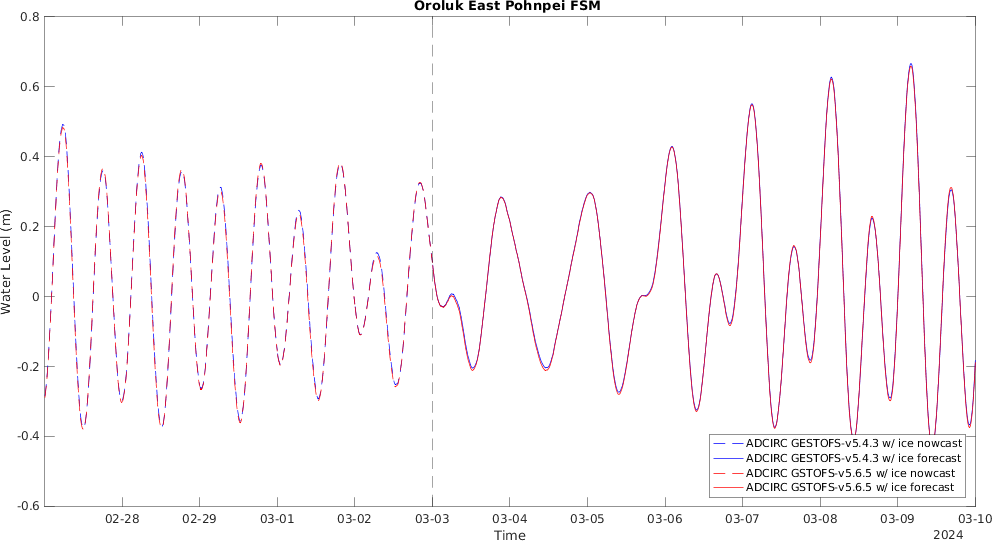 Oroluk East Pohnpei FSM
0.8
0.6
0.4
0.2
0
-0.2
-0.4
-0.6
Water Level (m)
ADCIRC GESTOFS-v5.4.3 w/ ice nowcast
ADCIRC GESTOFS-v5.4.3 w/ ice forecast
ADCIRC GSTOFS-v5.6.5 w/ ice nowcast
ADCIRC GSTOFS-v5.6.5 w/ ice forecast
02-28 02-29 03-01 03-02 03-03 03-04 03-05 03-06 03-07 03-08 03-09 03-10
Time
2024